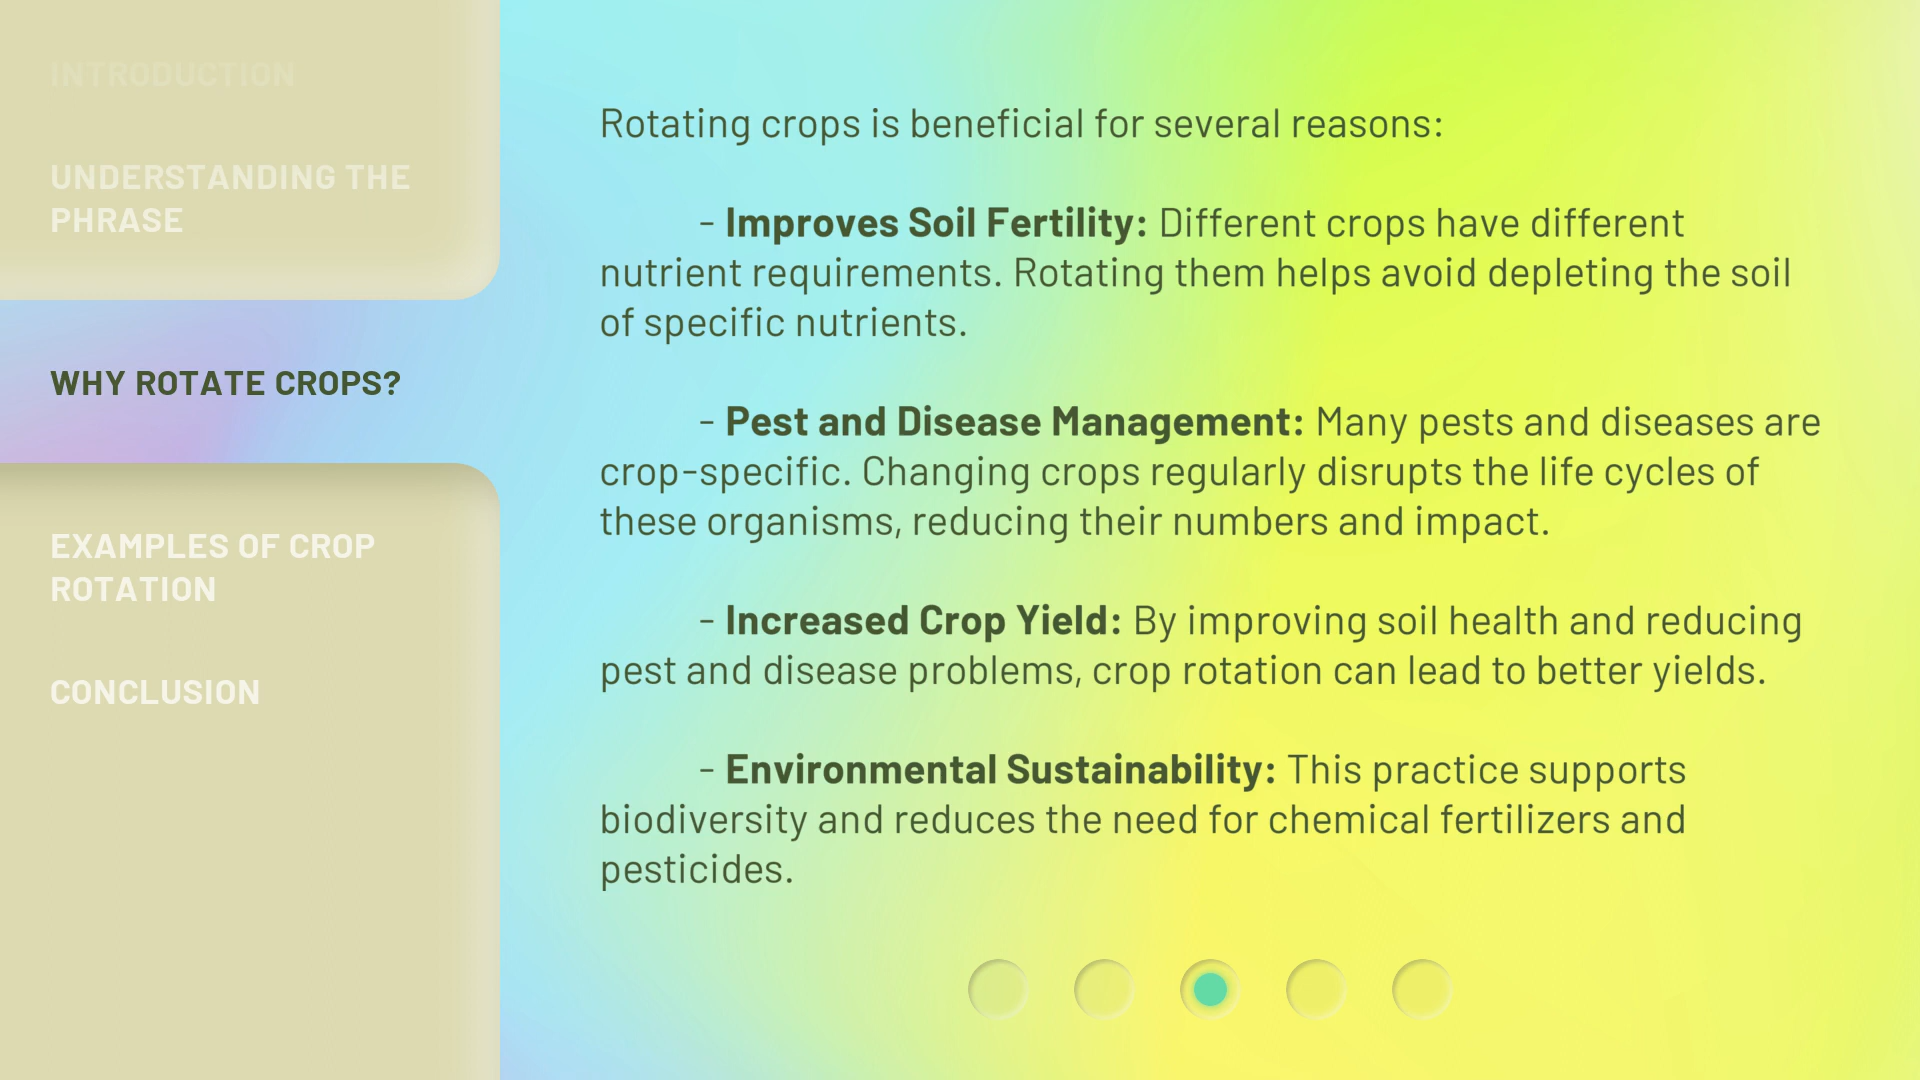 INTRODUCTION
UNDERSTANDING THE
PHRASE
WHY ROTATE CROPS?
EXAMPLES OF CROP
ROTATION
CONCLUSION
Rotating crops is beneficial for several reasons:
- Improves Soil Fertility: Different crops have different
nutrient requirements. Rotating them helps avoid depleting the soil
of specific nutrients.
- Pest and Disease Management: Many pests and diseases are
crop-specific. Changing crops regularly disrupts the life cycles of
these organisms, reducing their numbers and impact.
- Increased Crop Yield: By improving soil health and reducing
pest and disease problems, crop rotation can lead to better yields.
- Environmental Sustainability: This practice supports
biodiversity and reduces the need for chemical fertilizers and
pesticides.